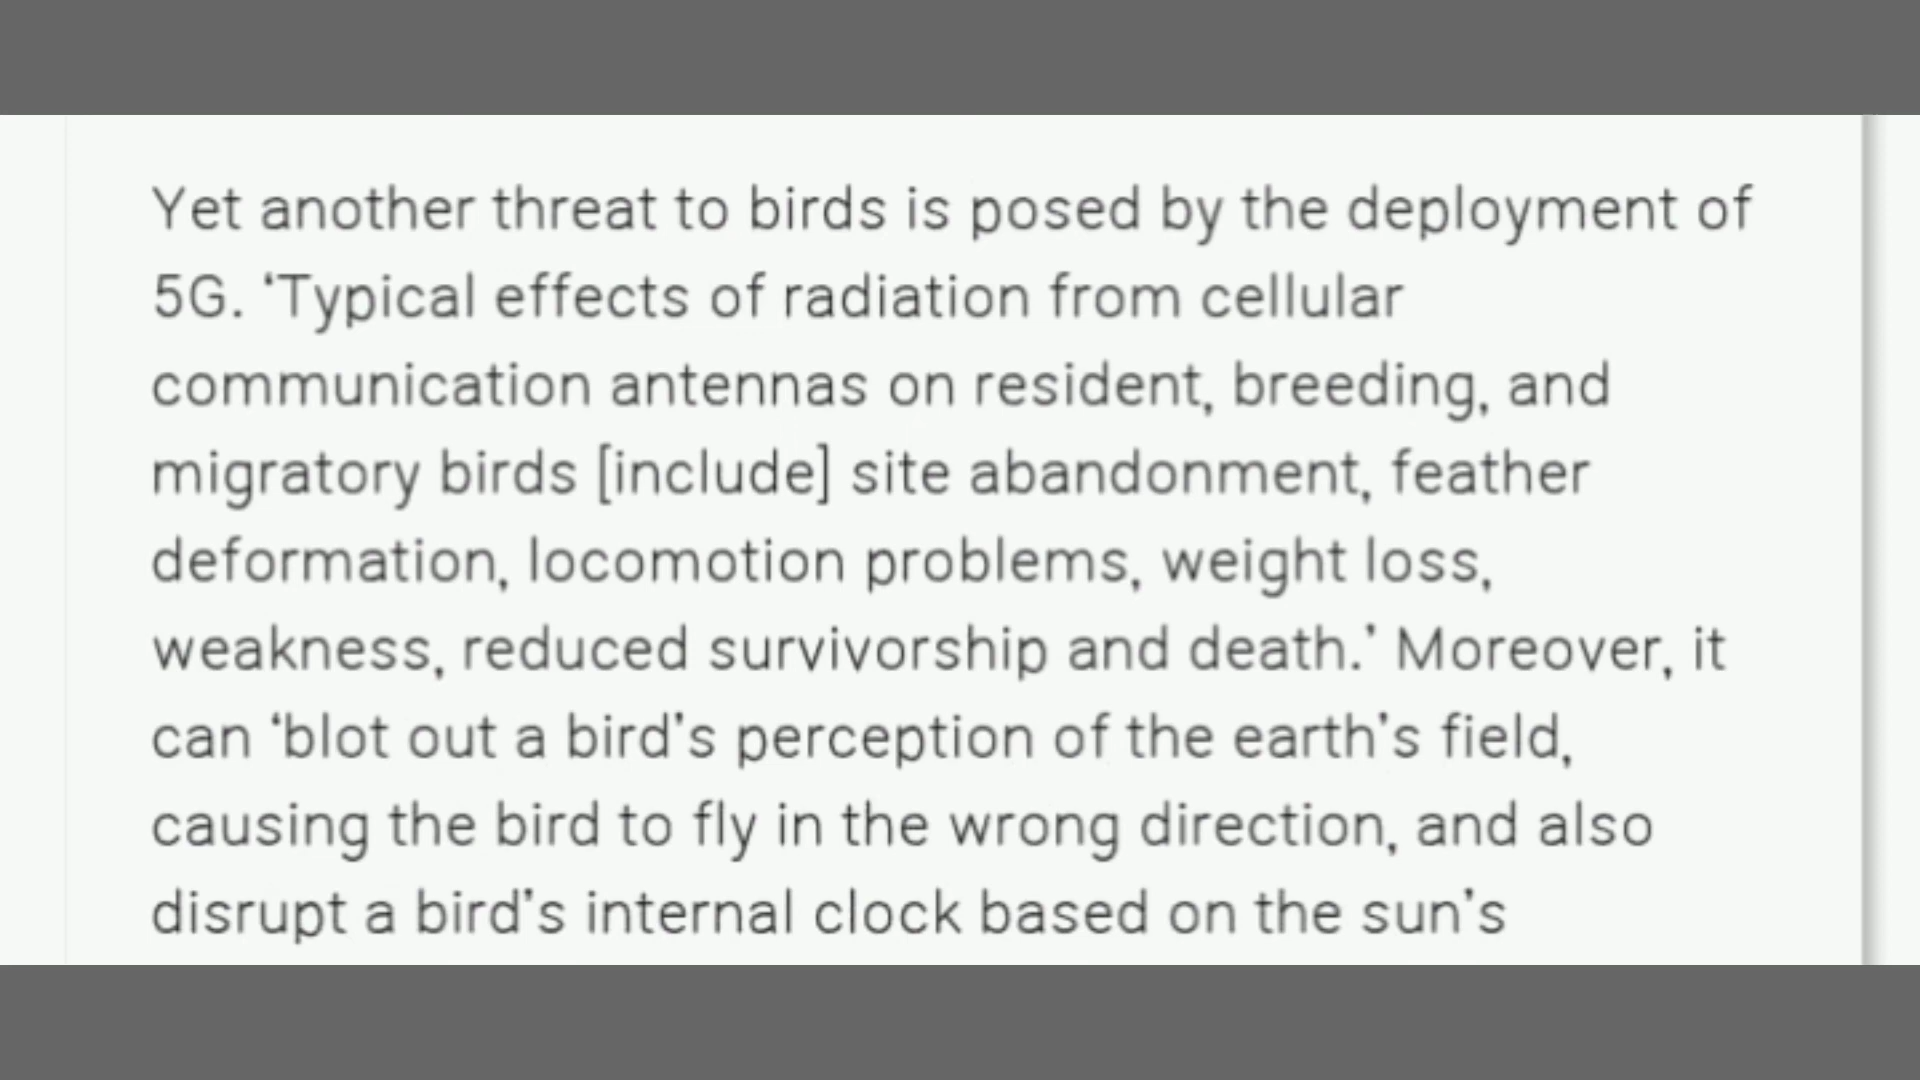 Yet another threat to birds is posed by the deployment of
5G. ‘Typical effects of radiation from cellular
communication antennas on resident, breeding, and
migratory birds [include] site abandonment, feather
deformation, locomotion problems, weight loss,
weakness, reduced survivorship and death.’ Moreover, it
can ‘blot out a bird’s perception of the earth’s field,
causing the bird to fly in the wrong direction, and also
disrupt a bird’s internal clock based on the sun’s